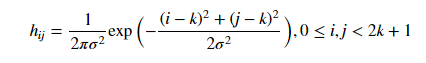 h_{ij} = \frac{1}{2\pi\sigma^2} \exp\left(-\frac{(i-k)^2 + (j-k)^2}{2\sigma^2}\right), 0 \leq i, j < 2k + 1